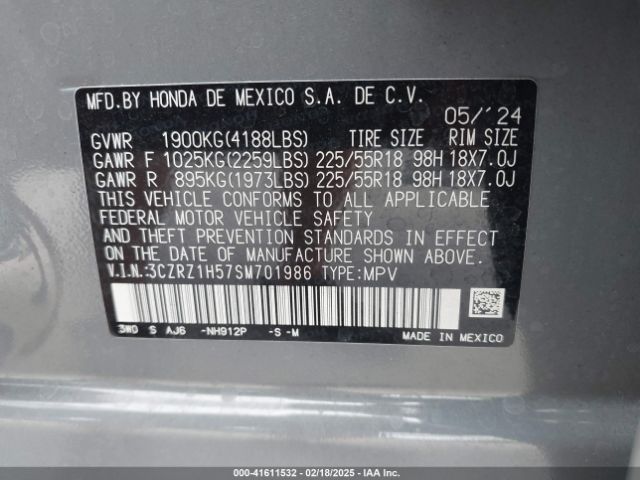 MFD.BY HONDA DE MEXICO S.A. DE C.V.
05/'24
GVWR 1900KG(4188LBS) TIRE SIZE RIM SIZE
GAWR F 1025KG(2259LBS) 225/55R18 98H 18X7.0J
GAWR R 895KG(1973LBS) 225/55R18 98H 18X7.0J
THIS VEHICLE CONFORMS TO ALL APPLICABLE
FEDERAL MOTOR VEHICLE SAFETY
AND THEFT PREVENTION STANDARDS IN EFFECT
ON THE DATE OF MANUFACTURE SHOWN ABOVE.
V.I.N.:3CZRZ1H57SM701986 TYPE:MPV
3W0 S AJ6 -NH912P -S -M MADE IN MEXICO
000-41611532 - 02/18/2025 - IAA Inc.